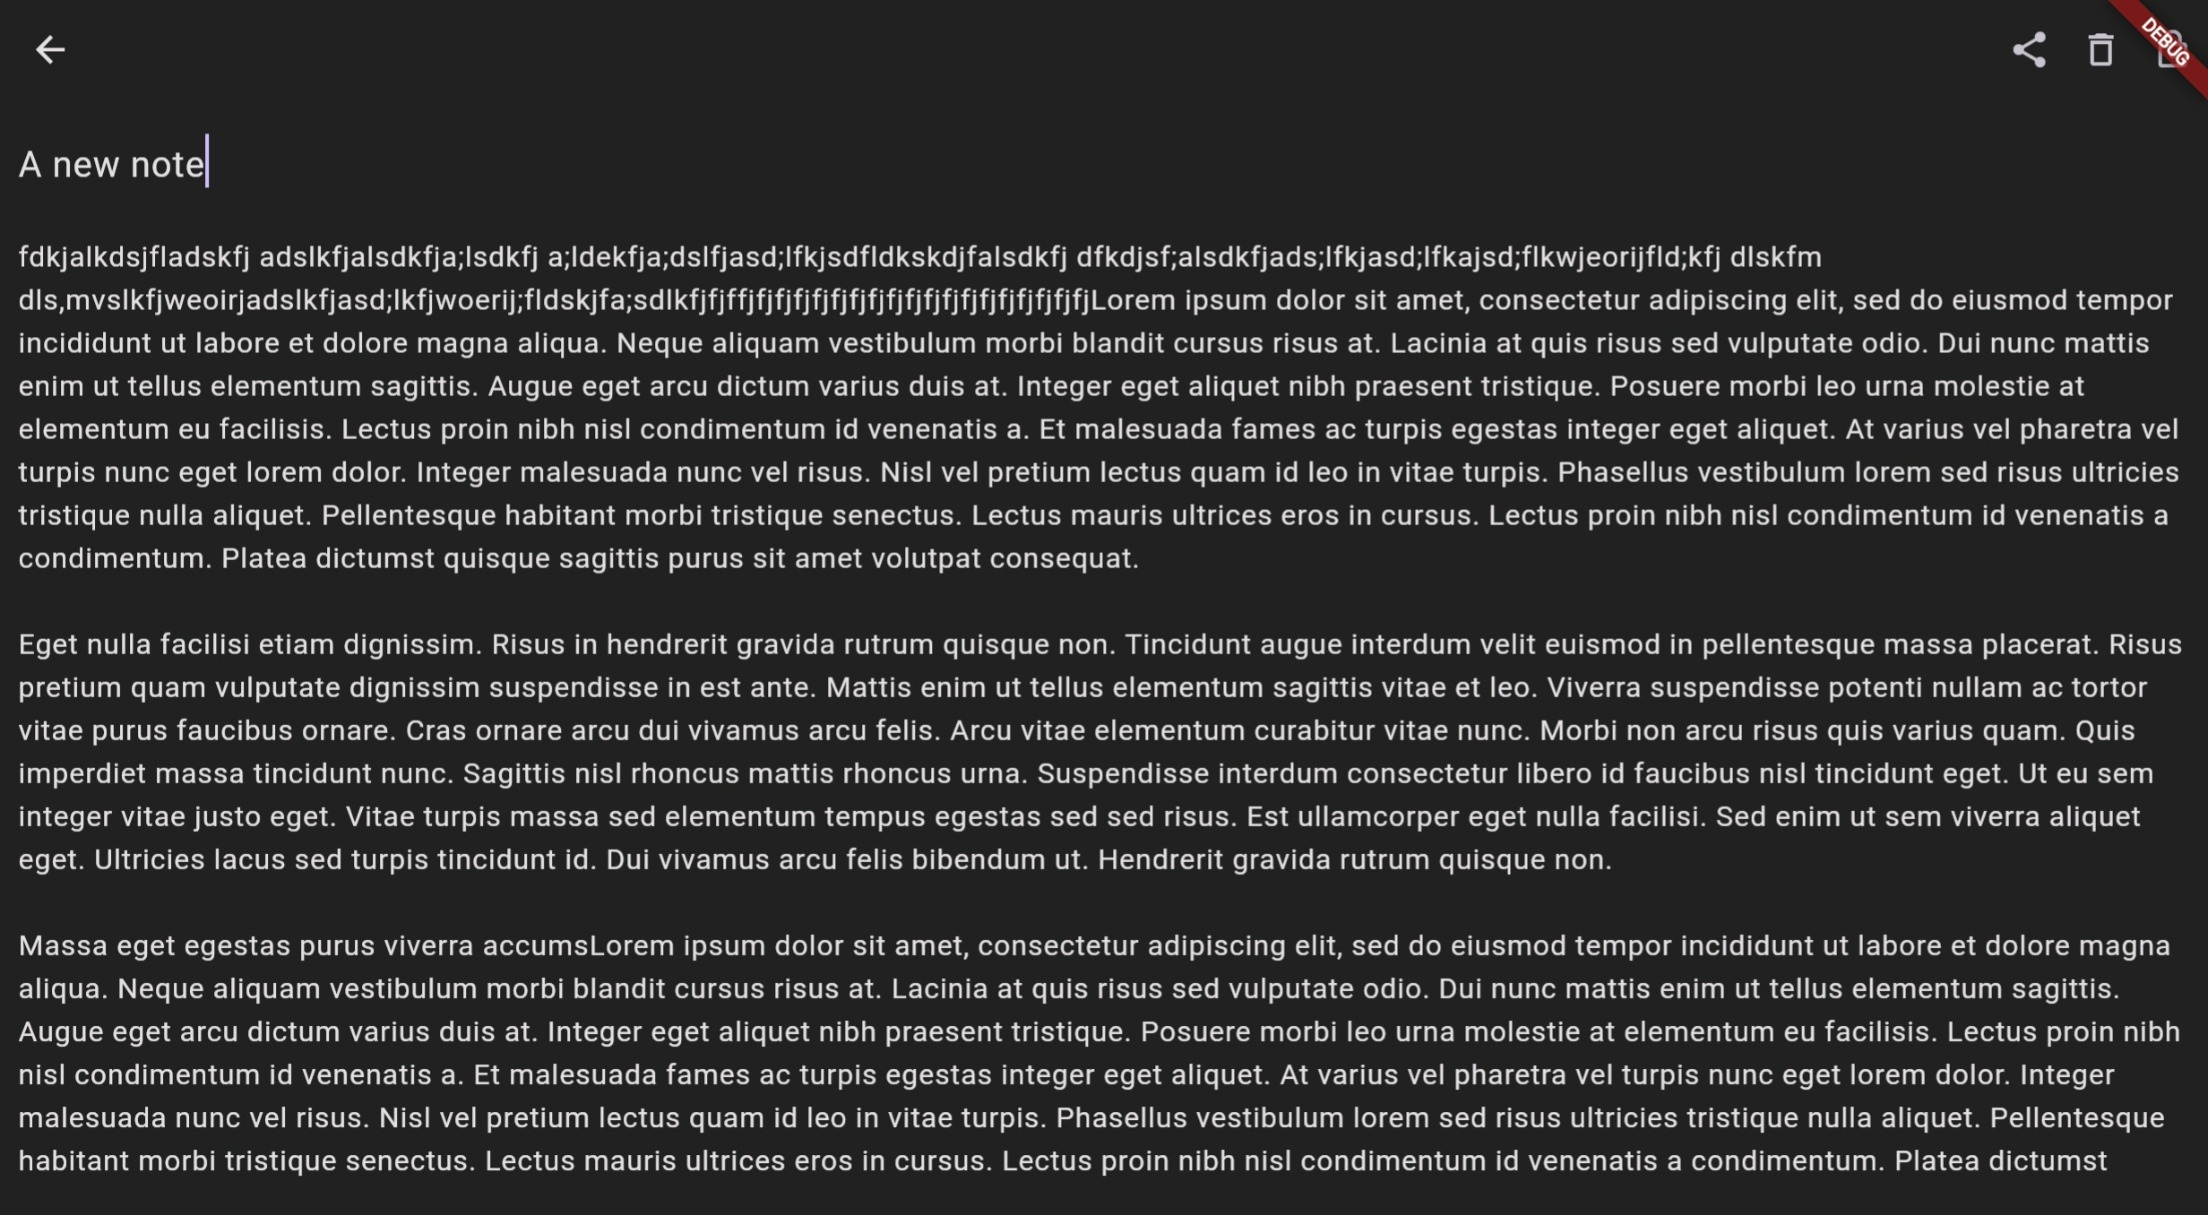 DEBUG
A new note
fdkjalkdsjfladskfj adslkfjalsdkfja;lsdkfj a;ldekfja;dslfjasd;lfkjsdfldkskdjfalsdkfj dfkdjsf;alsdkfjads;lfkjasd;lfkajsd;flkwjeorijfld;kfj dlskfm
dls,mvslkfjweoirjadslkfjasd;lkfjwoerij;fldskjfa;sdlkfjfjffjfjfjfjfjfjfjfjfjfjfjfjfjfjfjfjfjLorem ipsum dolor sit amet, consectetur adipiscing elit, sed do eiusmod tempor
incididunt ut labore et dolore magna aliqua. Neque aliquam vestibulum morbi blandit cursus risus at. Lacinia at quis risus sed vulputate odio. Dui nunc mattis
enim ut tellus elementum sagittis. Augue eget arcu dictum varius duis at. Integer eget aliquet nibh praesent tristique. Posuere morbi leo urna molestie at
elementum eu facilisis. Lectus proin nibh nisl condimentum id venenatis a. Et malesuada fames ac turpis egestas integer eget aliquet. At varius vel pharetra vel
turpis nunc eget lorem dolor. Integer malesuada nunc vel risus. Nisl vel pretium lectus quam id leo in vitae turpis. Phasellus vestibulum lorem sed risus ultricies
tristique nulla aliquet. Pellentesque habitant morbi tristique senectus. Lectus mauris ultrices eros in cursus. Lectus proin nibh nisl condimentum id venenatis a
condimentum. Platea dictumst quisque sagittis purus sit amet volutpat consequat.
Eget nulla facilisi etiam dignissim. Risus in hendrerit gravida rutrum quisque non. Tincidunt augue interdum velit euismod in pellentesque massa placerat. Risus
pretium quam vulputate dignissim suspendisse in est ante. Mattis enim ut tellus elementum sagittis vitae et leo. Viverra suspendisse potenti nullam ac tortor
vitae purus faucibus ornare. Cras ornare arcu dui vivamus arcu felis. Arcu vitae elementum curabitur vitae nunc. Morbi non arcu risus quis varius quam. Quis
imperdiet massa tincidunt nunc. Sagittis nisl rhoncus mattis rhoncus urna. Suspendisse interdum consectetur libero id faucibus nisl tincidunt eget. Ut eu sem
integer vitae justo eget. Vitae turpis massa sed elementum tempus egestas sed sed risus. Est ullamcorper eget nulla facilisi. Sed enim ut sem viverra aliquet
eget. Ultricies lacus sed turpis tincidunt id. Dui vivamus arcu felis bibendum ut. Hendrerit gravida rutrum quisque non.
Massa eget egestas purus viverra accumsLorem ipsum dolor sit amet, consectetur adipiscing elit, sed do eiusmod tempor incididunt ut labore et dolore magna
aliqua. Neque aliquam vestibulum morbi blandit cursus risus at. Lacinia at quis risus sed vulputate odio. Dui nunc mattis enim ut tellus elementum sagittis.
Augue eget arcu dictum varius duis at. Integer eget aliquet nibh praesent tristique. Posuere morbi leo urna molestie at elementum eu facilisis. Lectus proin nibh
nisl condimentum id venenatis a. Et malesuada fames ac turpis egestas integer eget aliquet. At varius vel pharetra vel turpis nunc eget lorem dolor. Integer
malesuada nunc vel risus. Nisl vel pretium lectus quam id leo in vitae turpis. Phasellus vestibulum lorem sed risus ultricies tristique nulla aliquet. Pellentesque
habitant morbi tristique senectus. Lectus mauris ultrices eros in cursus. Lectus proin nibh nisl condimentum id venenatis a condimentum. Platea dictumst